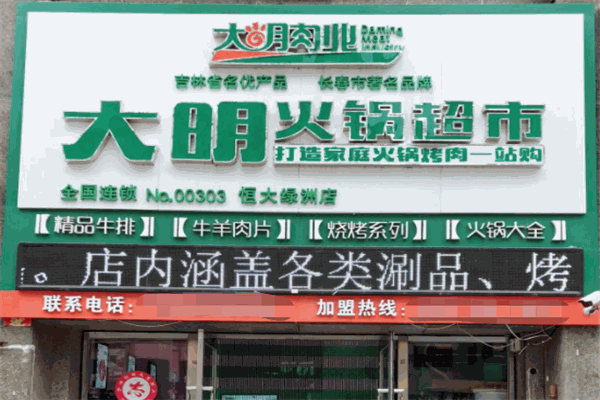 大明肉业
Daming
Meat
Industry
吉林省名优产品 长春市著名品牌
大明火锅超市
打造家庭火锅烤肉一站购
全国连锁 No.00303 恒大绿洲店
【精品牛排】 【牛羊肉片】 【烧烤系列】 【火锅大全】
。店内涵盖各类涮品、烤
联系电话: 加盟热线: